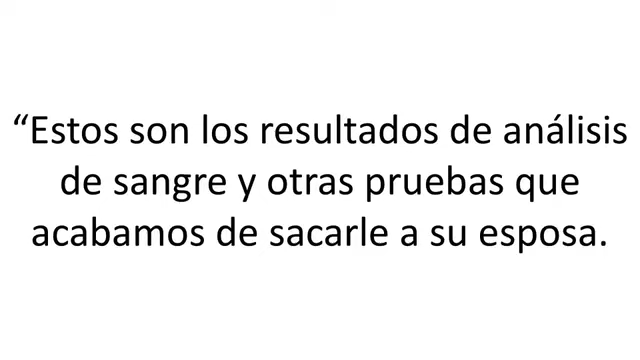 “Estos son los resultados de análisis
de sangre y otras pruebas que
acabamos de sacarle a su esposa.